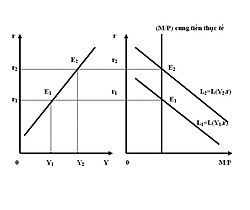 (M/P) cung tiền thực tế
r r
r2 E2 r2 E2
r1 E1 r1 E1
L2=L(Y2,r)
L1=L(Y1,r)
0 Y1 Y2 Y 0 M/P